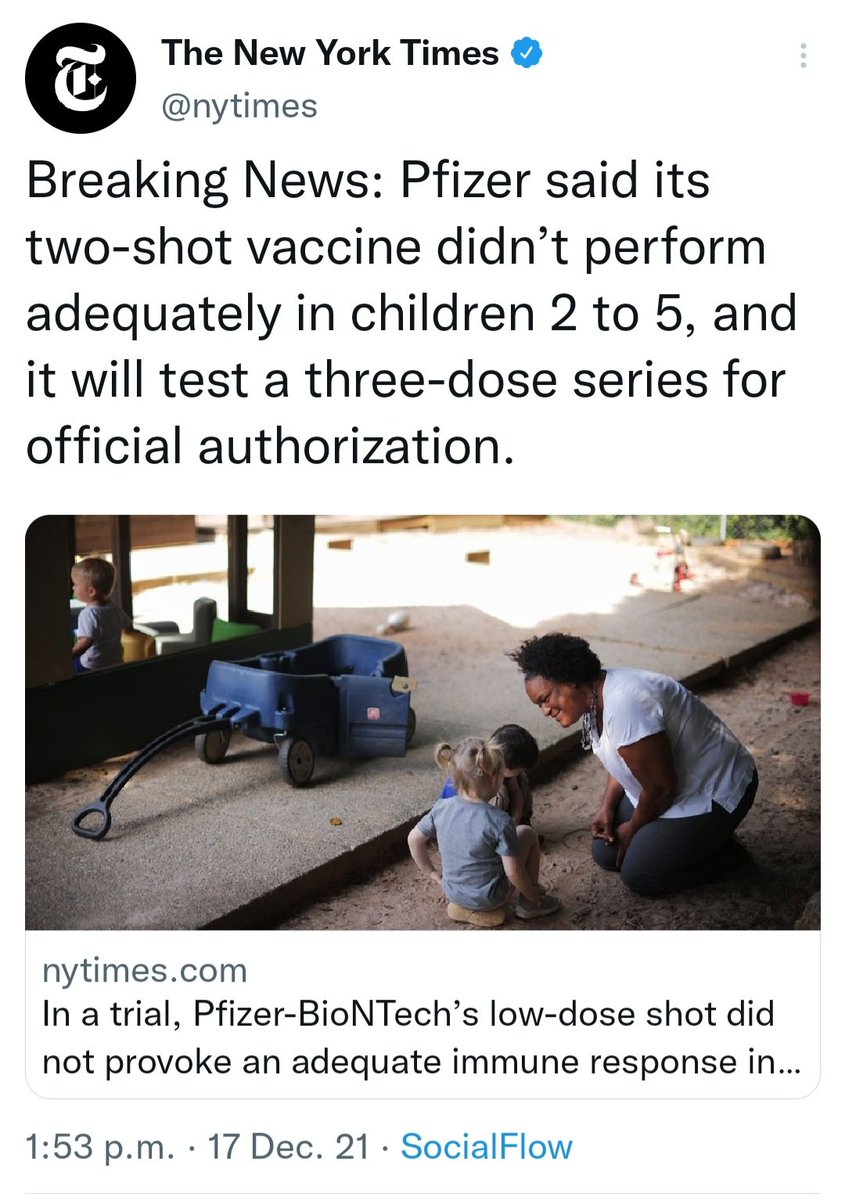 The New York Times
@nytimes
Breaking News: Pfizer said its
two-shot vaccine didn’t perform
adequately in children 2 to 5, and
it will test a three-dose series for
official authorization.
nytimes.com
In a trial, Pfizer-BioNTech’s low-dose shot did
not provoke an adequate immune response in...
1:53 p.m. · 17 Dec. 21 · SocialFlow